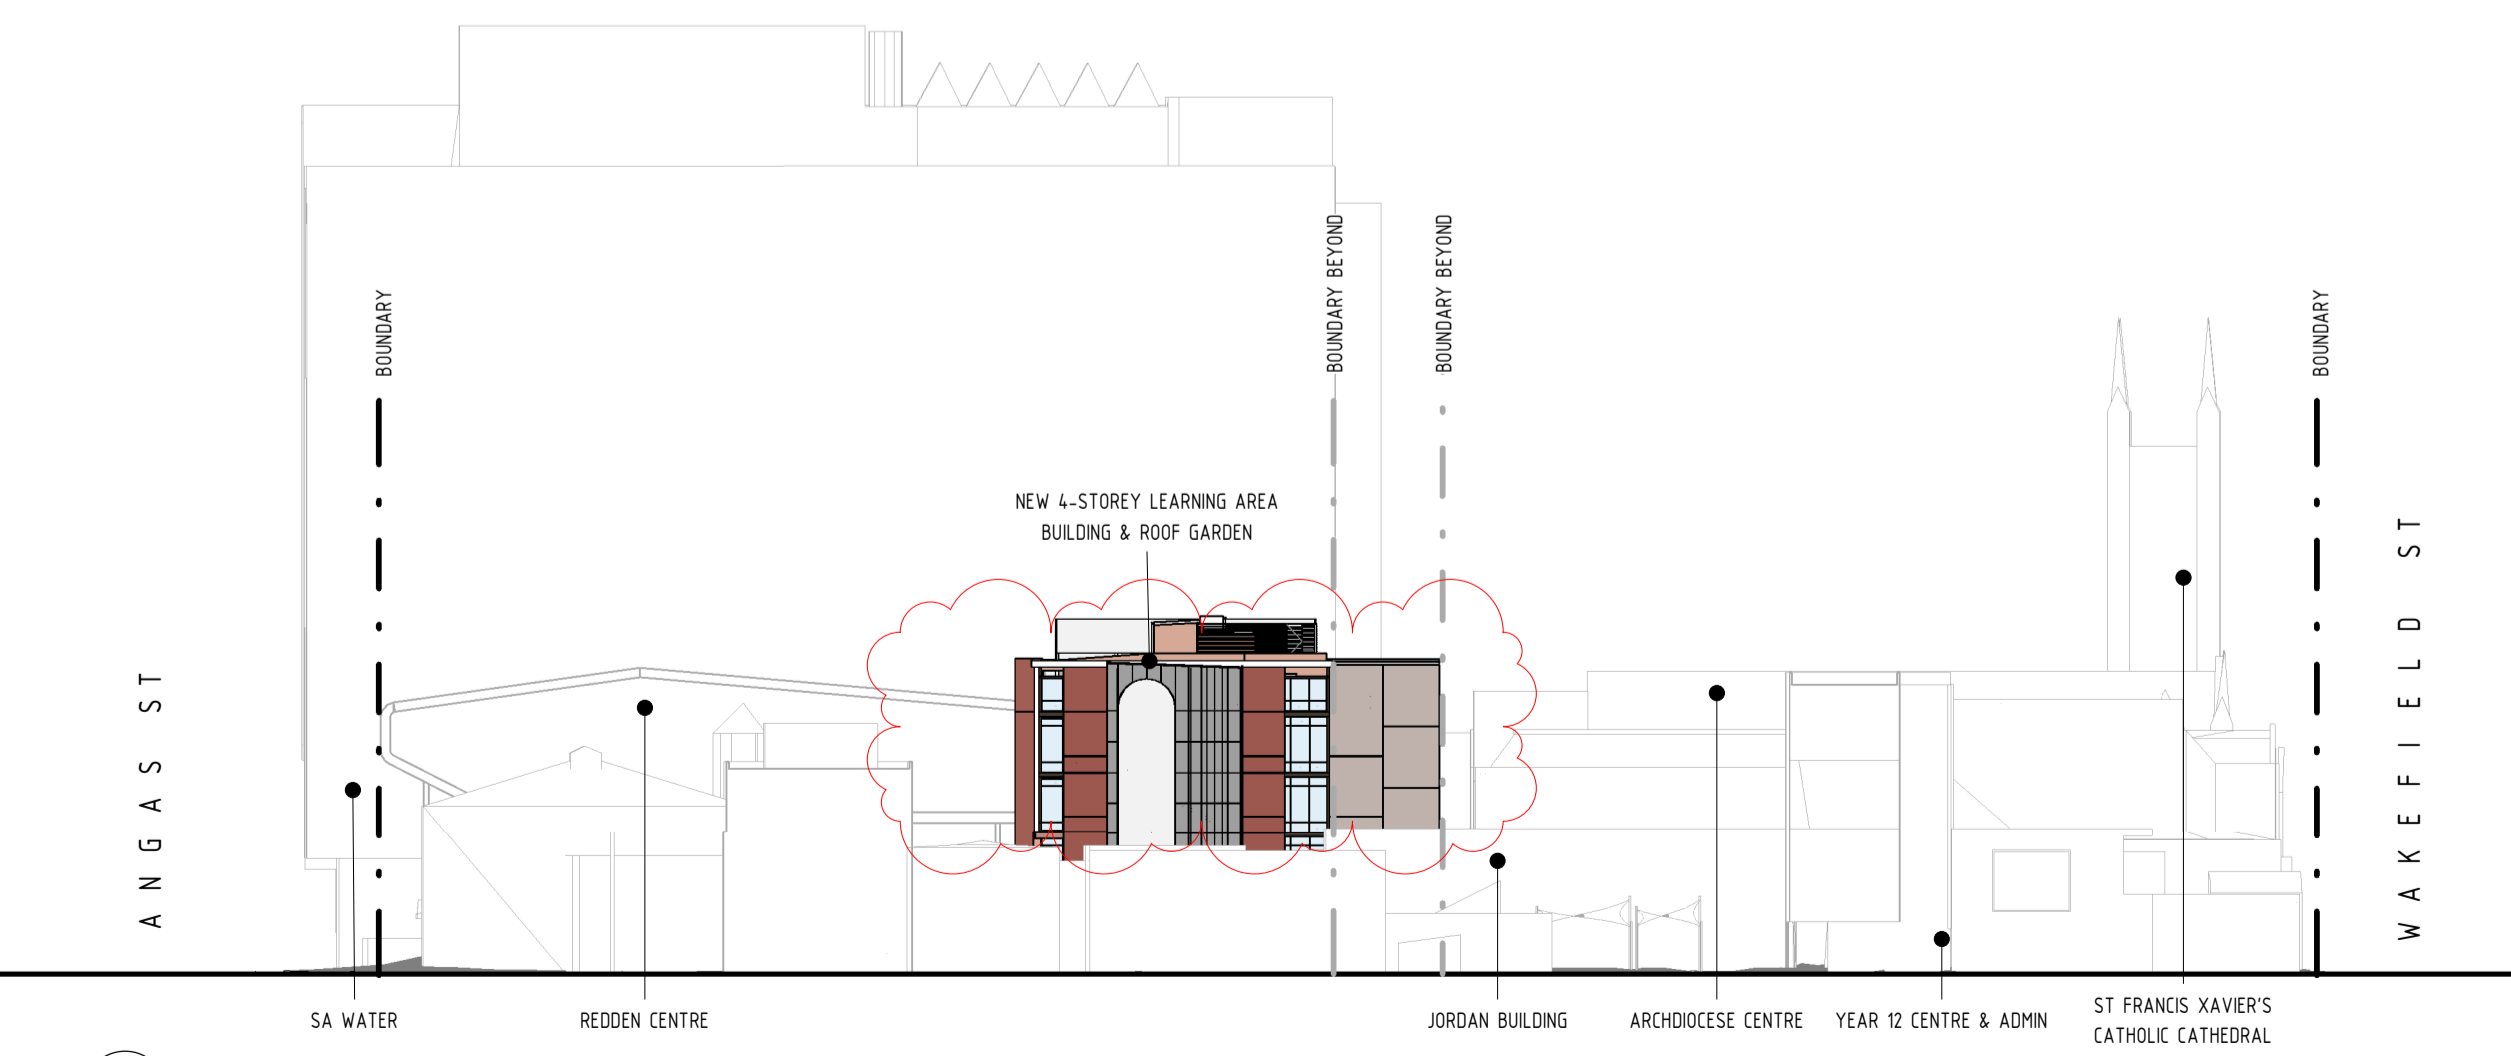 BOUNDARY
BOUNDARY BEYOND
BOUNDARY BEYOND
BOUNDARY
NEW 4-STOREY LEARNING AREA
BUILDING & ROOF GARDEN
ANGAS ST
WAKEFIELD ST
SA WATER
REDDEN CENTRE
JORDAN BUILDING
ARCHDIOCESE CENTRE
YEAR 12 CENTRE & ADMIN
ST FRANCIS XAVIER'S
CATHOLIC CATHEDRAL